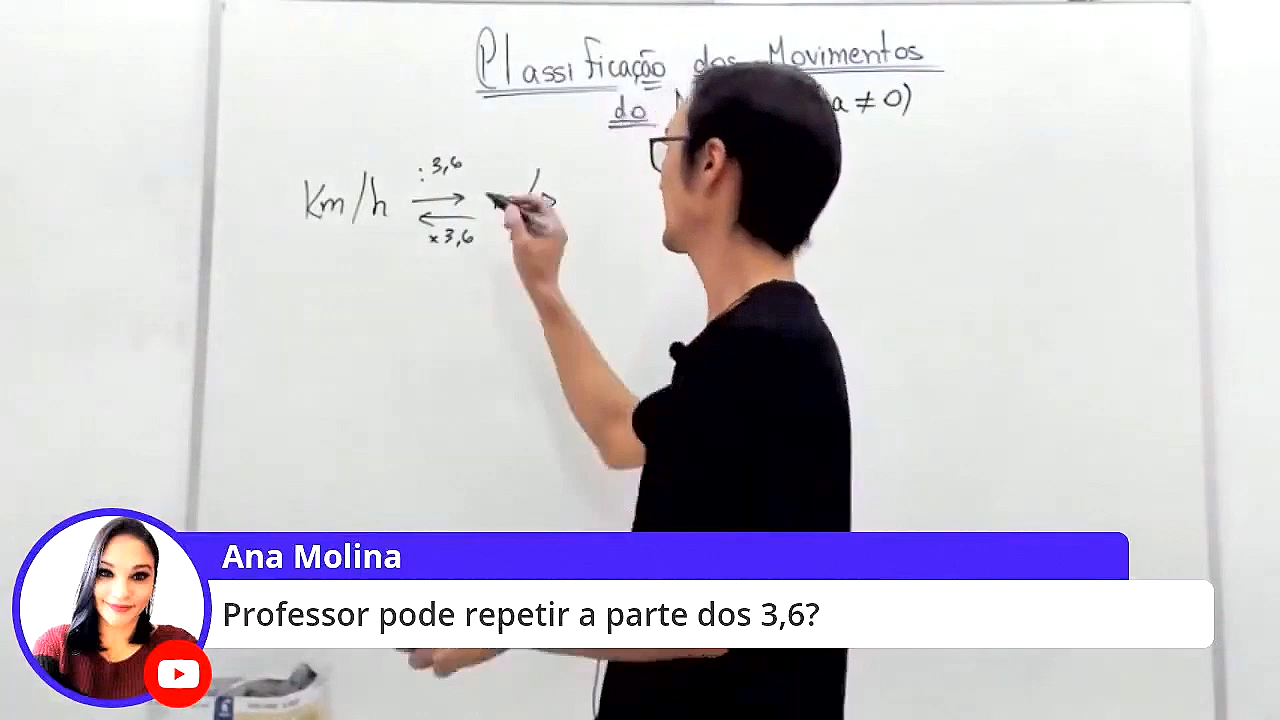 Classificação dos Movimentos
do a ≠ 0)
: 3,6
Km/h
x 3,6
Ana Molina
Professor pode repetir a parte dos 3,6?